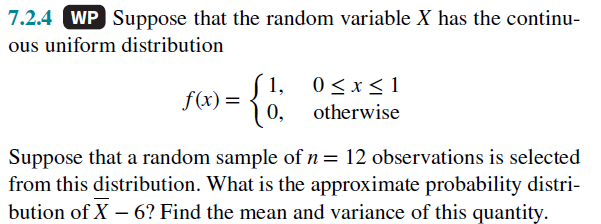 7.2.4 WP Suppose that the random variable X has the continu-
ous uniform distribution
f(x) = { 1, 0 ≤ x ≤ 1
0, otherwise
Suppose that a random sample of n = 12 observations is selected
from this distribution. What is the approximate probability distri-
bution of X̅ − 6? Find the mean and variance of this quantity.